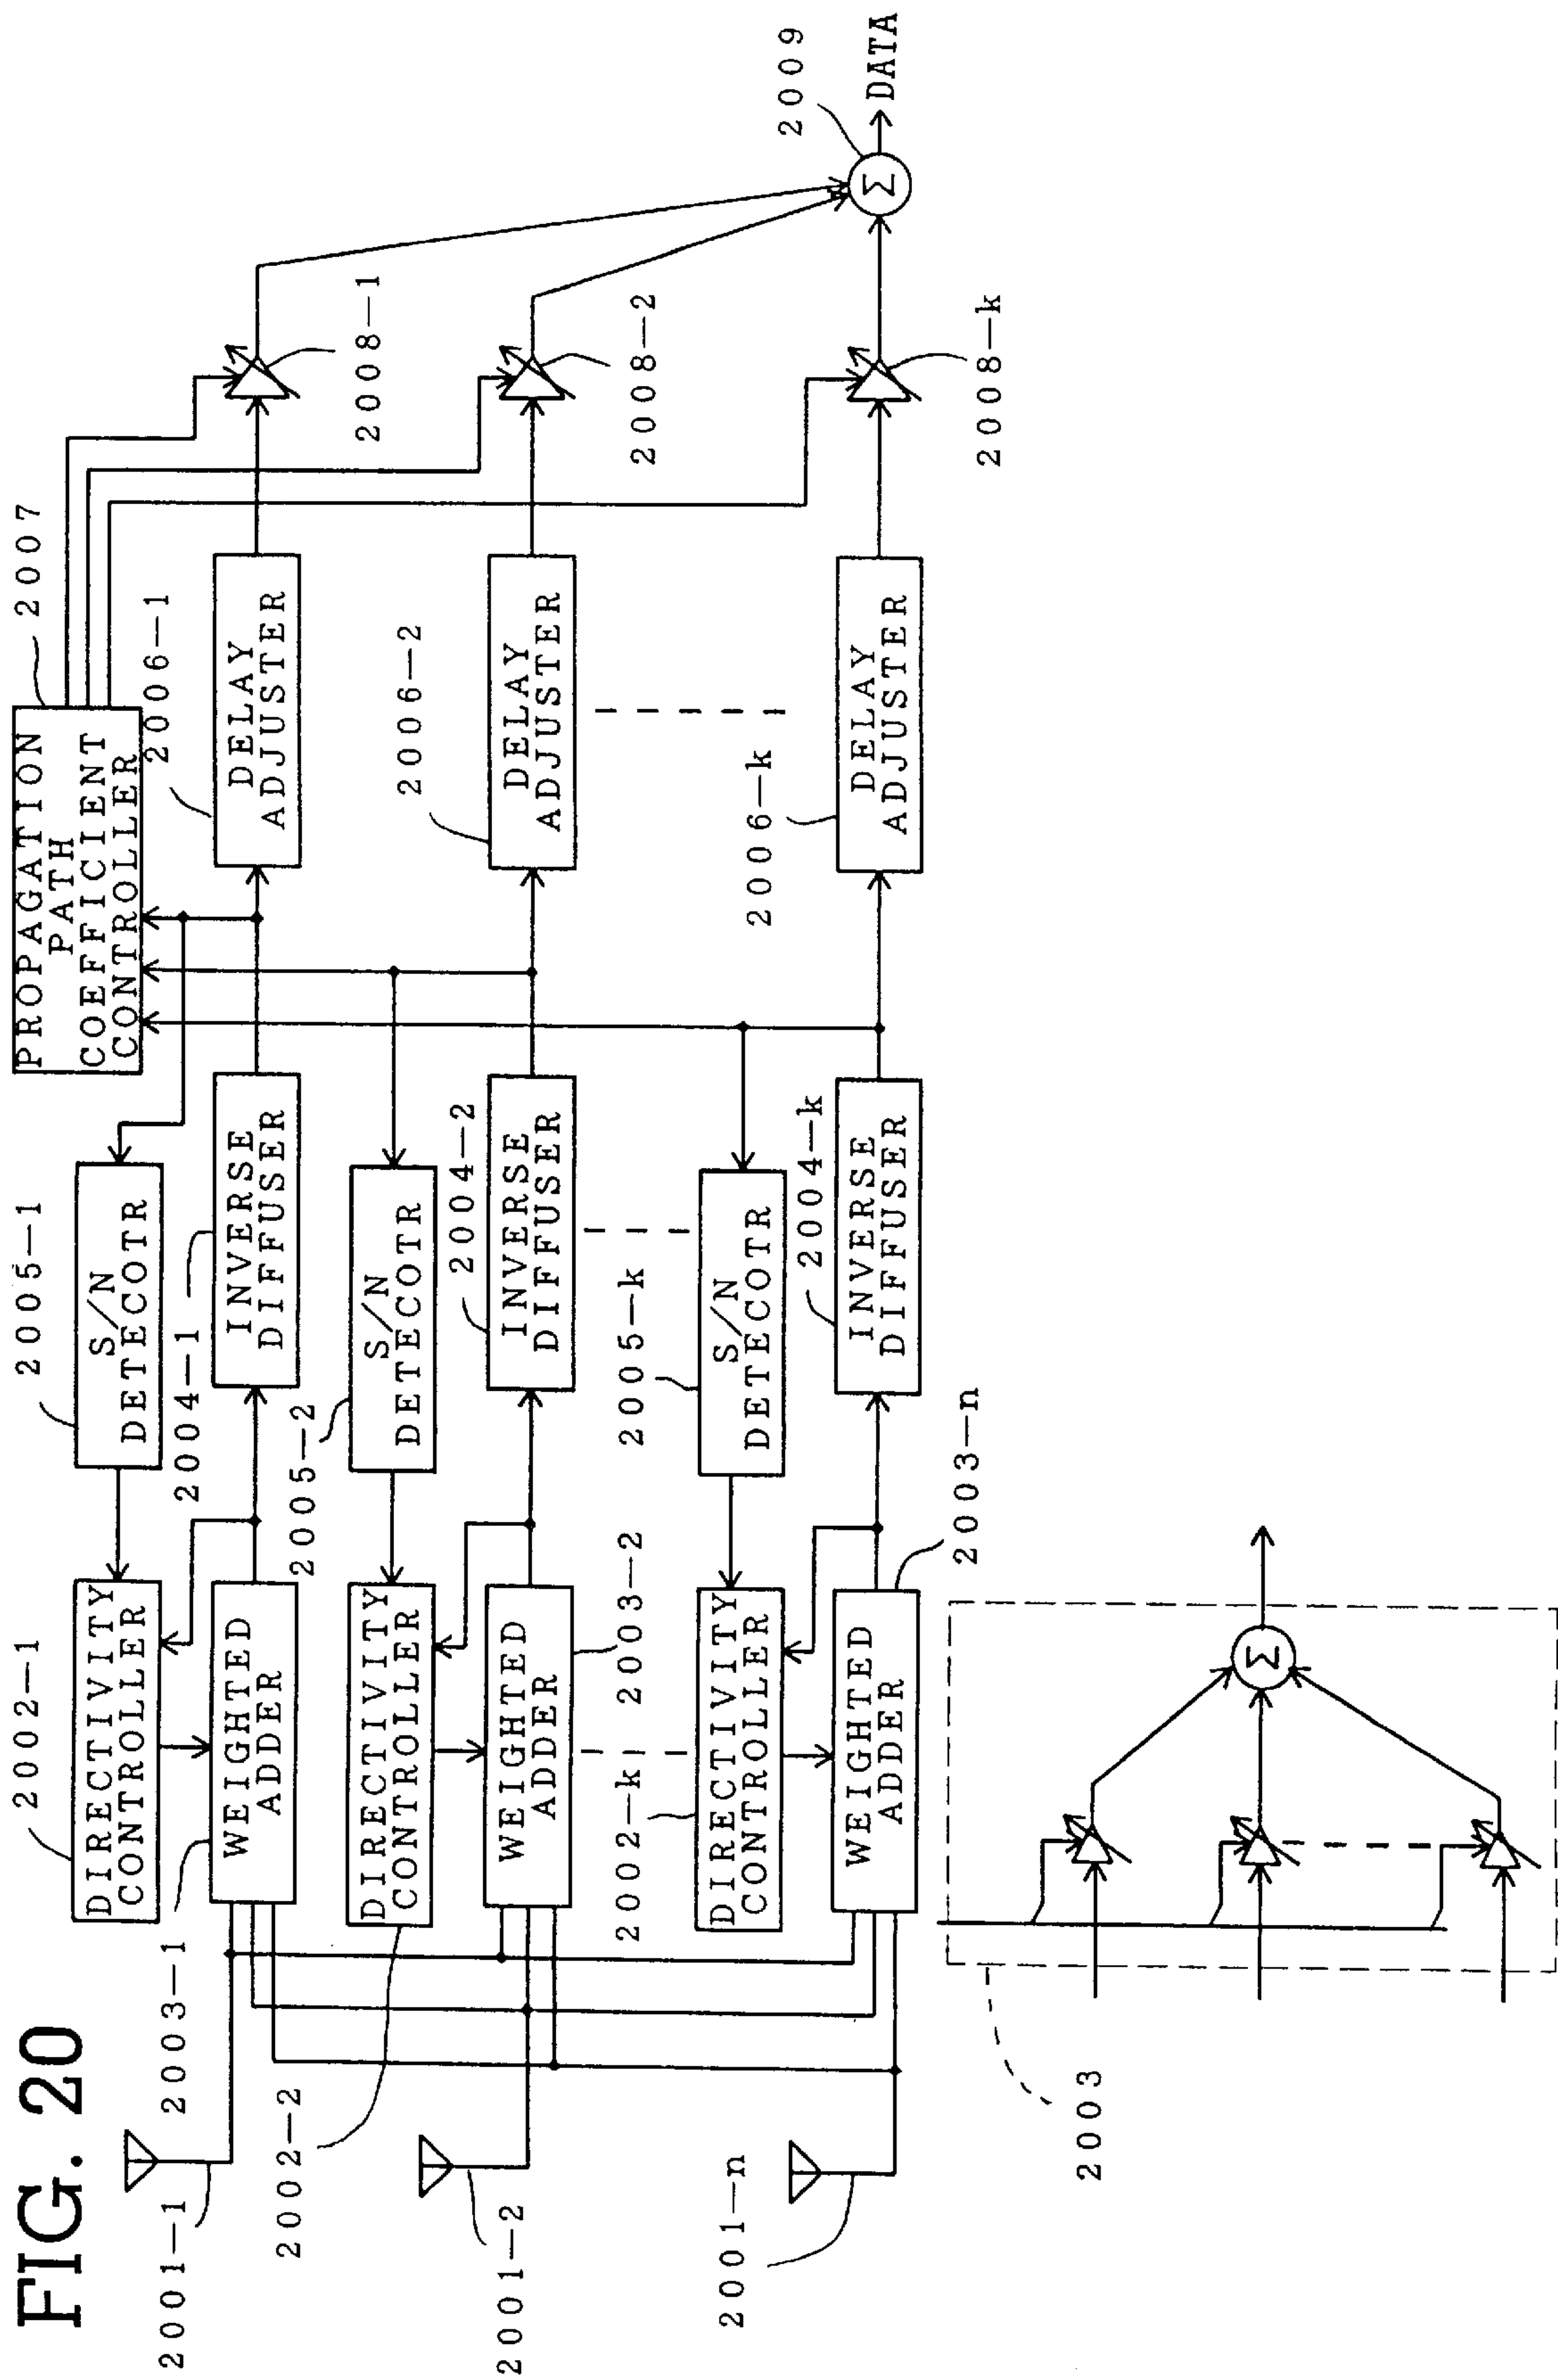 FIG. 20
2001-1
2001-2
2001-n
2002-1
DIRECTIVITY
CONTROLLER
2003-1
WEIGHTED
ADDER
2002-2
DIRECTIVITY
CONTROLLER
WEIGHTED
ADDER
2003-2
2002-k
DIRECTIVITY
CONTROLLER
WEIGHTED
ADDER
2003-n
2005-1
S/N
DETECOTR
2004-1
INVERSE
DIFFUSER
2005-2
S/N
DETECOTR
2004-2
INVERSE
DIFFUSER
2005-k
S/N
DETECOTR
2004-k
INVERSE
DIFFUSER
PROPAGATION
PATH
COEFFICIENT
CONTROLLER
2007
2006-1
DELAY
ADJUSTER
2006-2
DELAY
ADJUSTER
2006-k
DELAY
ADJUSTER
2008-1
2008-2
2008-k
2009
Σ
DATA
2003
Σ